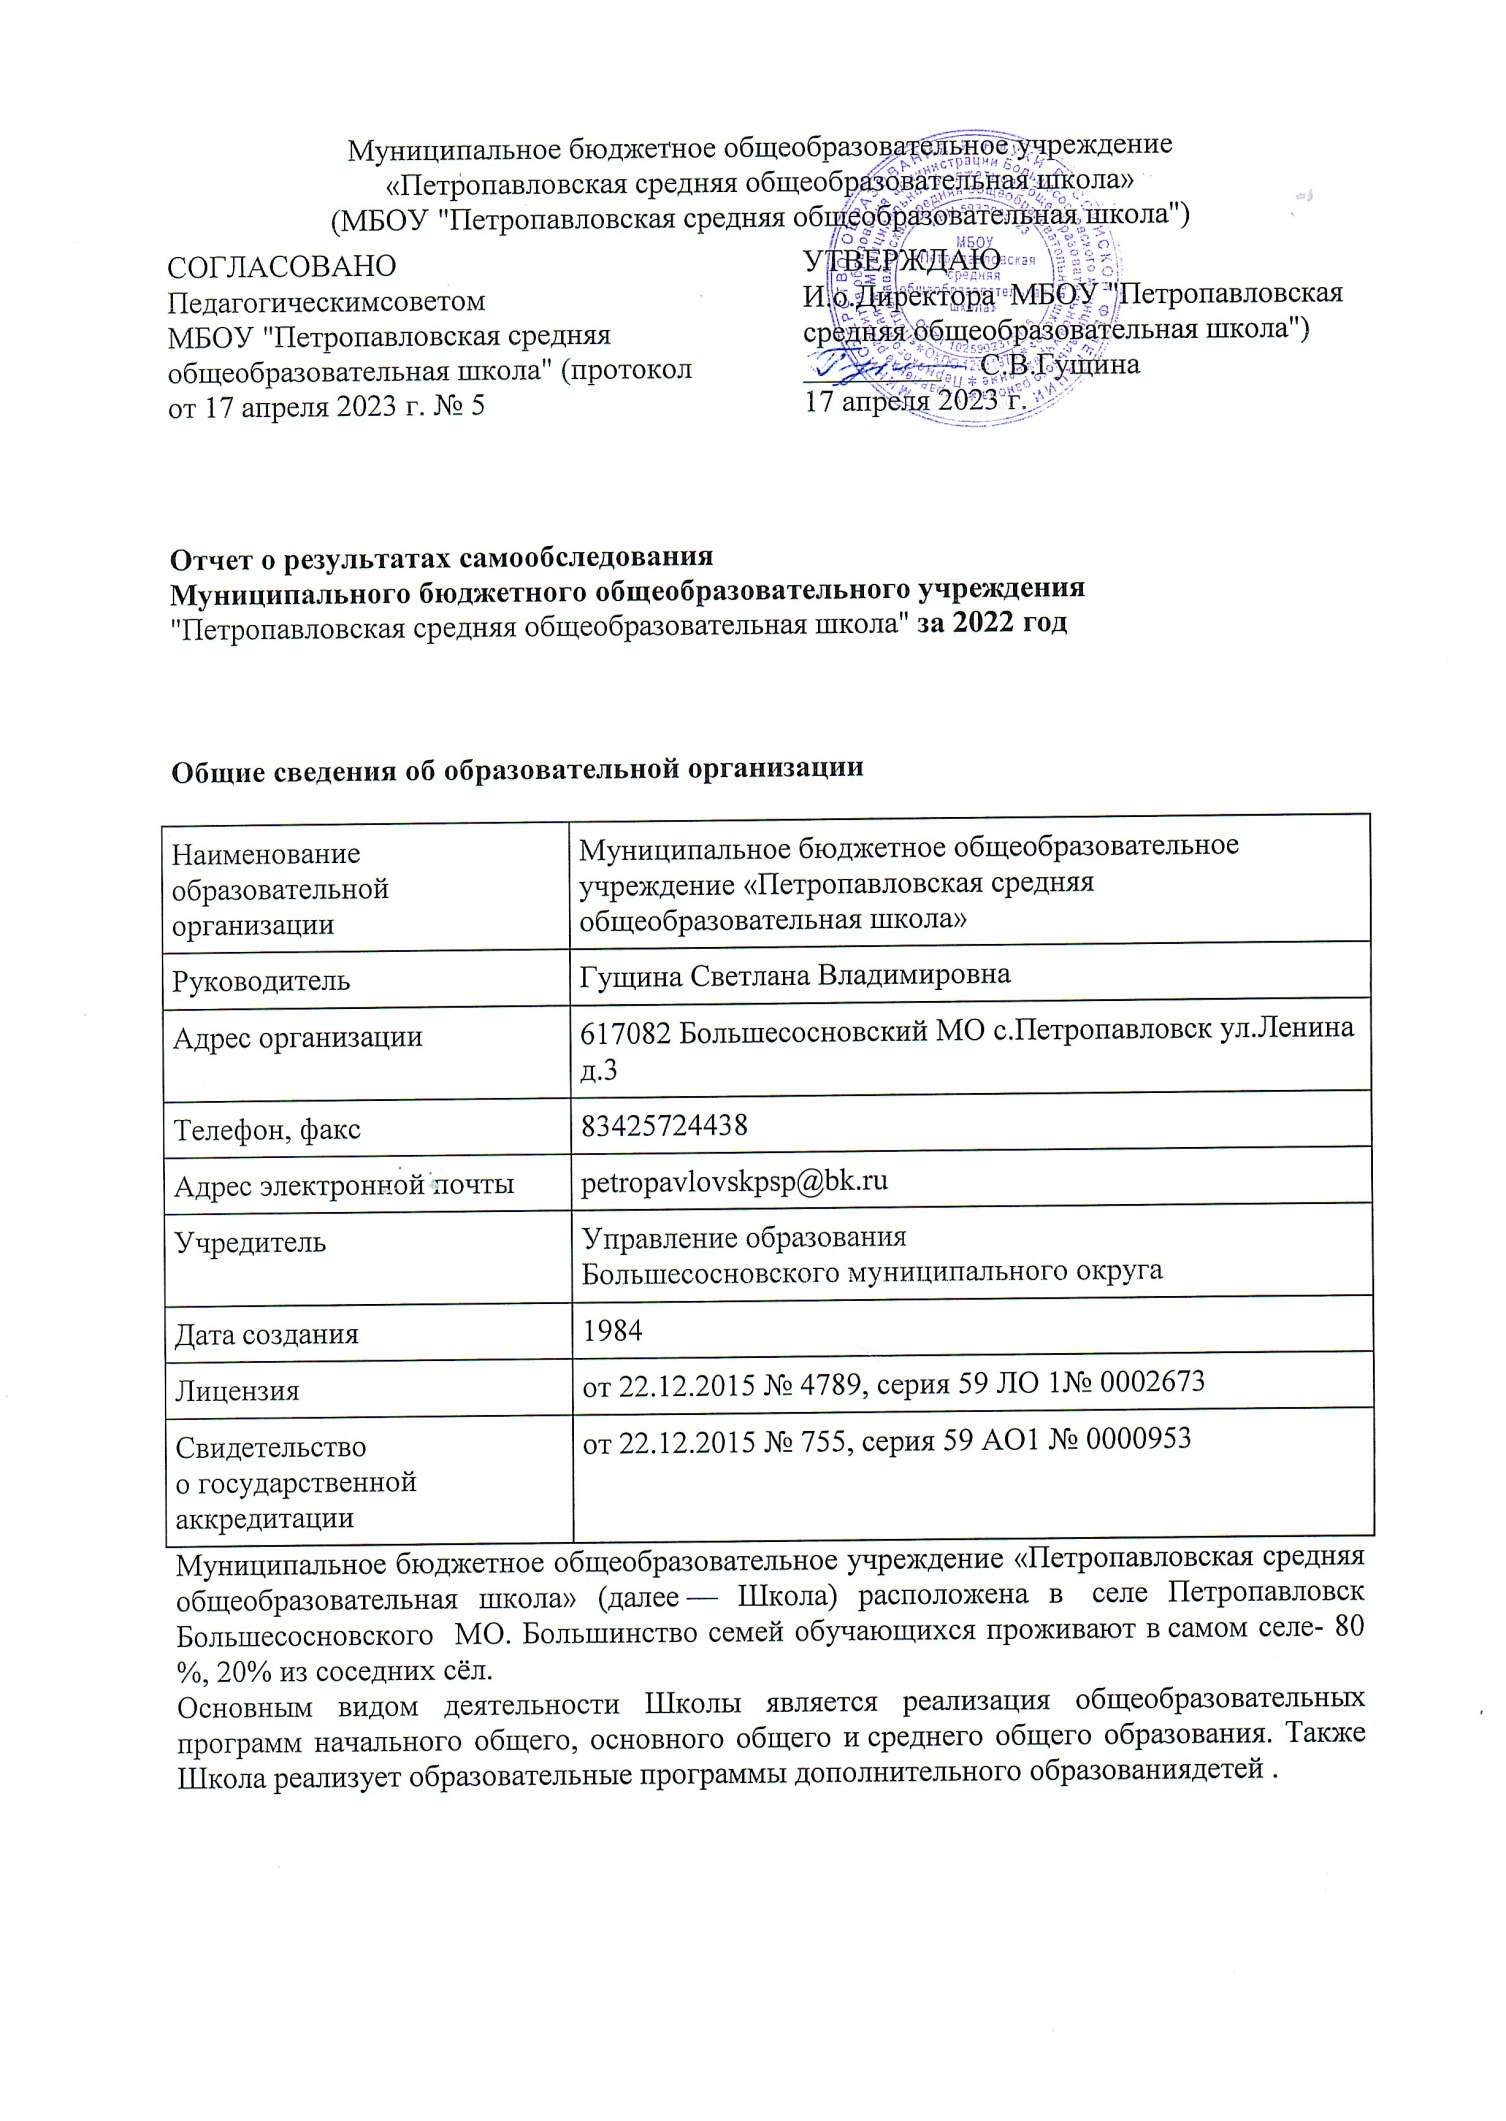 Муниципальное бюджетное общеобразовательное учреждение
«Петропавловская средняя общеобразовательная школа»
(МБОУ "Петропавловская средняя общеобразовательная школа")
СОГЛАСОВАНО
Педагогическимсоветом
МБОУ "Петропавловская средняя
общеобразовательная школа" (протокол
от 17 апреля 2023 г. № 5
УТВЕРЖДАЮ
И.о.Директора МБОУ "Петропавловская
средняя общеобразовательная школа")
___________ С.В.Гущина
17 апреля 2023 г.
МБОУ
Петропавловская
средняя
общеобразовательная
школа
Отчет о результатах самообследования
Муниципального бюджетного общеобразовательного учреждения
"Петропавловская средняя общеобразовательная школа" за 2022 год
Общие сведения об образовательной организации
Наименование
образовательной
организации
Муниципальное бюджетное общеобразовательное
учреждение «Петропавловская средняя
общеобразовательная школа»
Руководитель
Гущина Светлана Владимировна
Адрес организации
617082 Большесосновский МО с.Петропавловск ул.Ленина
д.3
Телефон, факс
83425724438
Адрес электронной почты
petropavlovskpsp@bk.ru
Учредитель
Управление образования
Большесосновского муниципального округа
Дата создания
1984
Лицензия
от 22.12.2015 № 4789, серия 59 ЛО 1№ 0002673
Свидетельство
о государственной
аккредитации
от 22.12.2015 № 755, серия 59 АО1 № 0000953
Муниципальное бюджетное общеобразовательное учреждение «Петропавловская средняя
общеобразовательная школа» (далее — Школа) расположена в селе Петропавловск
Большесосновского МО. Большинство семей обучающихся проживают в самом селе- 80
%, 20% из соседних сёл.
Основным видом деятельности Школы является реализация общеобразовательных
программ начального общего, основного общего и среднего общего образования. Также
Школа реализует образовательные программы дополнительного образованиядетей .